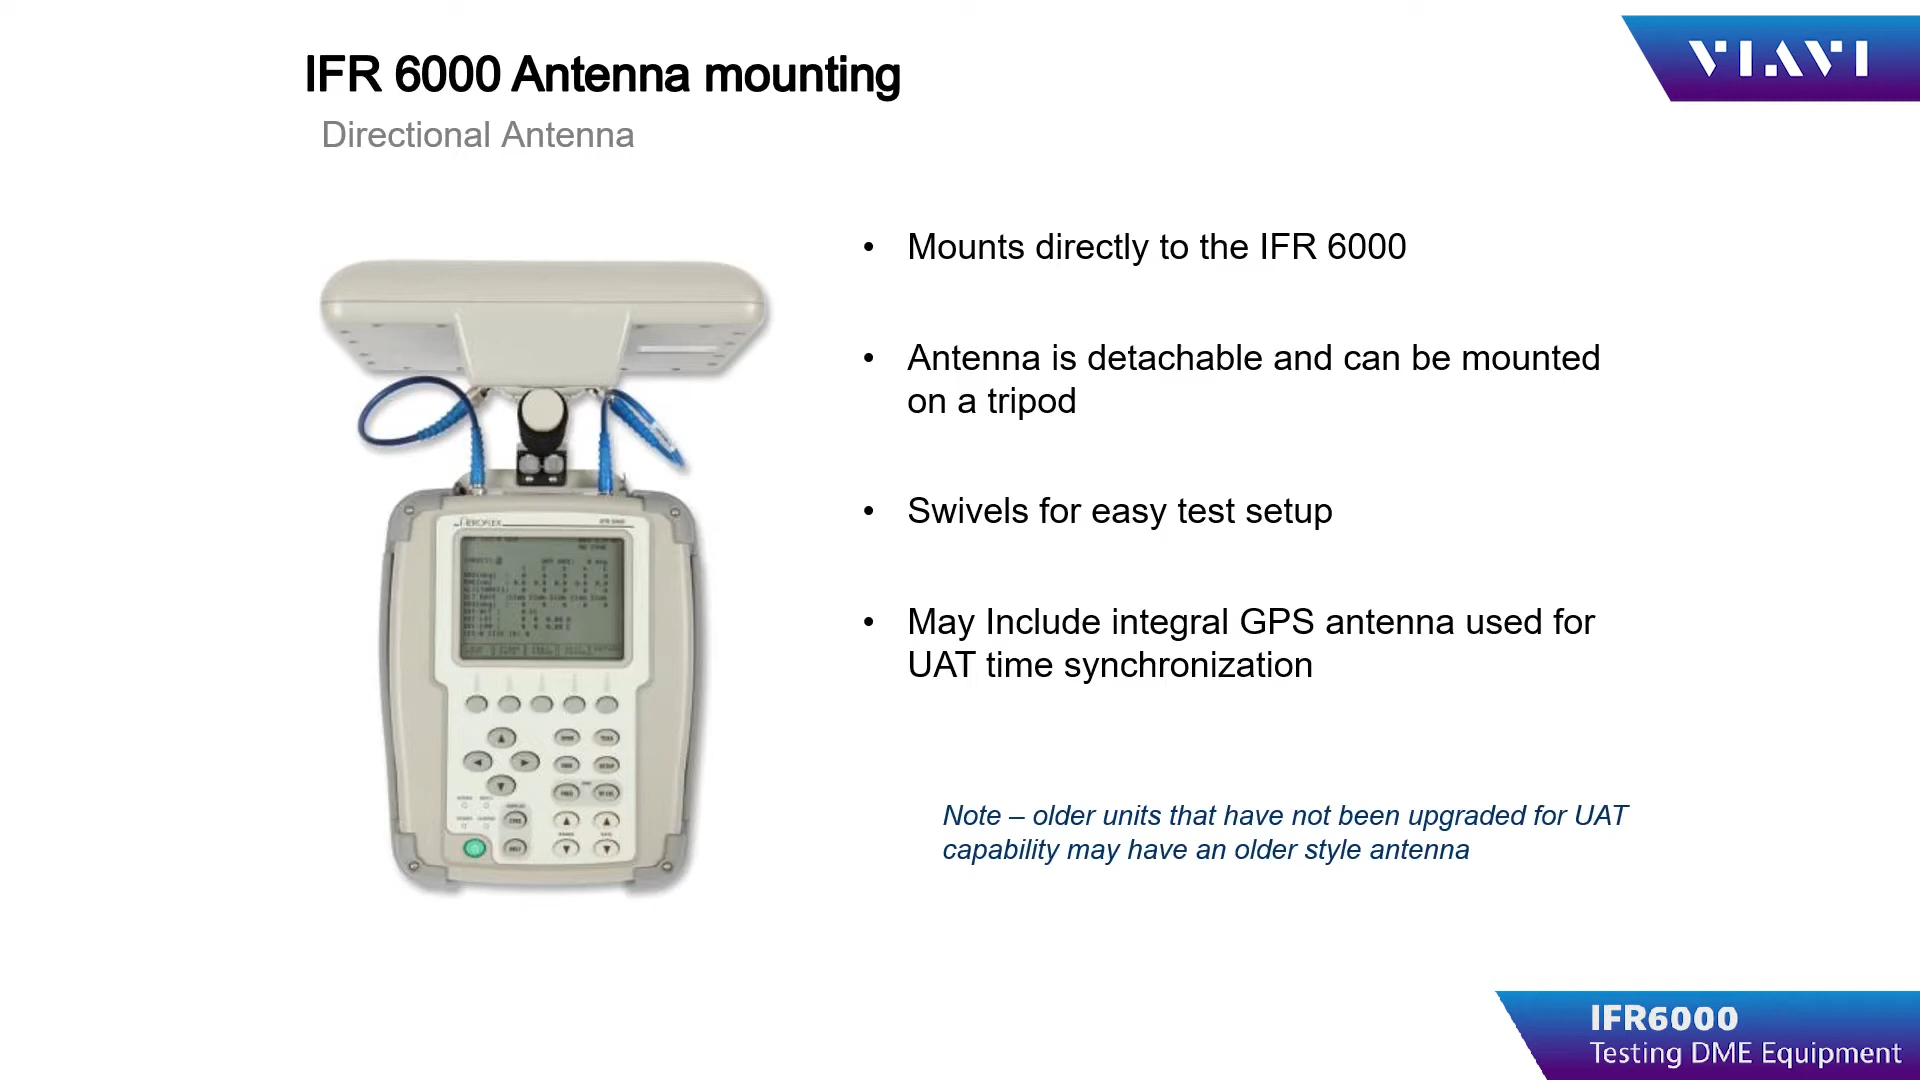 IFR 6000 Antenna mounting
VIAVI
Directional Antenna
• Mounts directly to the IFR 6000
• Antenna is detachable and can be mounted
on a tripod
• Swivels for easy test setup
• May Include integral GPS antenna used for
UAT time synchronization
Note – older units that have not been upgraded for UAT
capability may have an older style antenna
AEROFLEX
IFR6000
Testing DME Equipment